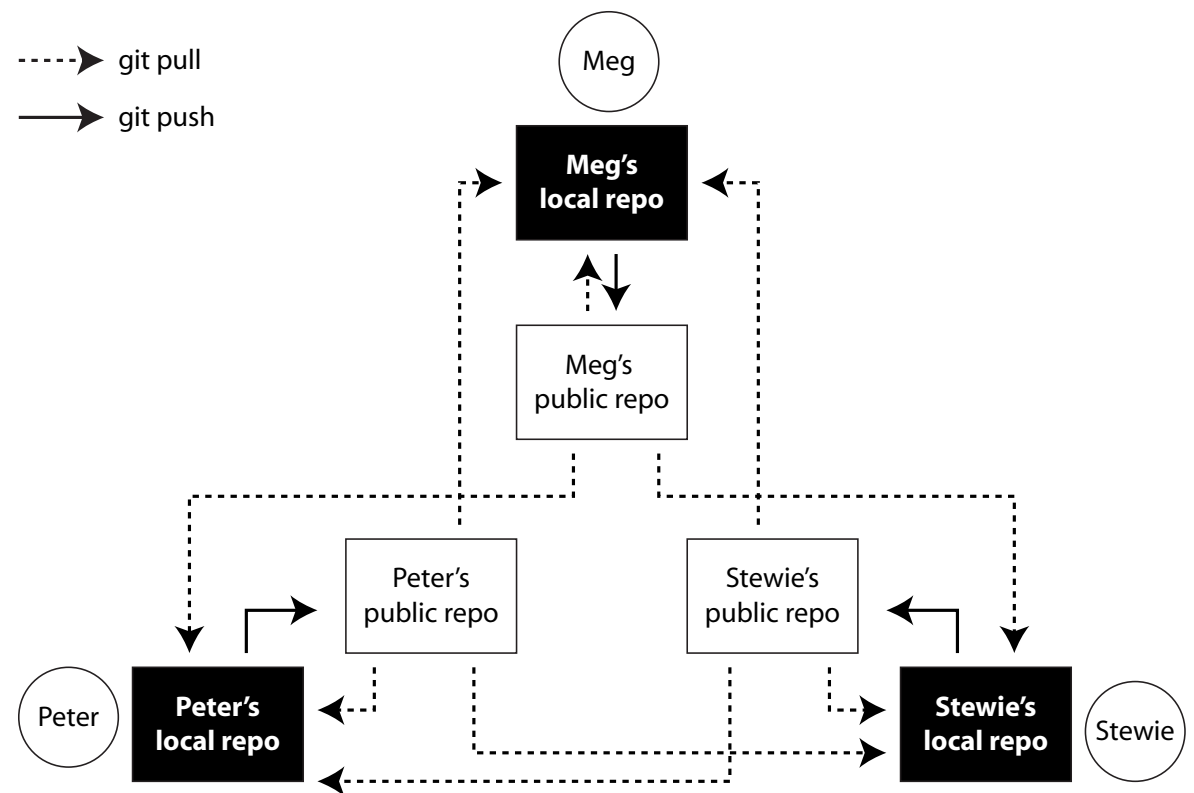 git pull
git push
Meg
Meg’s
local repo
Meg’s
public repo
Peter’s
public repo
Stewie’s
public repo
Peter
Peter’s
local repo
Stewie’s
local repo
Stewie